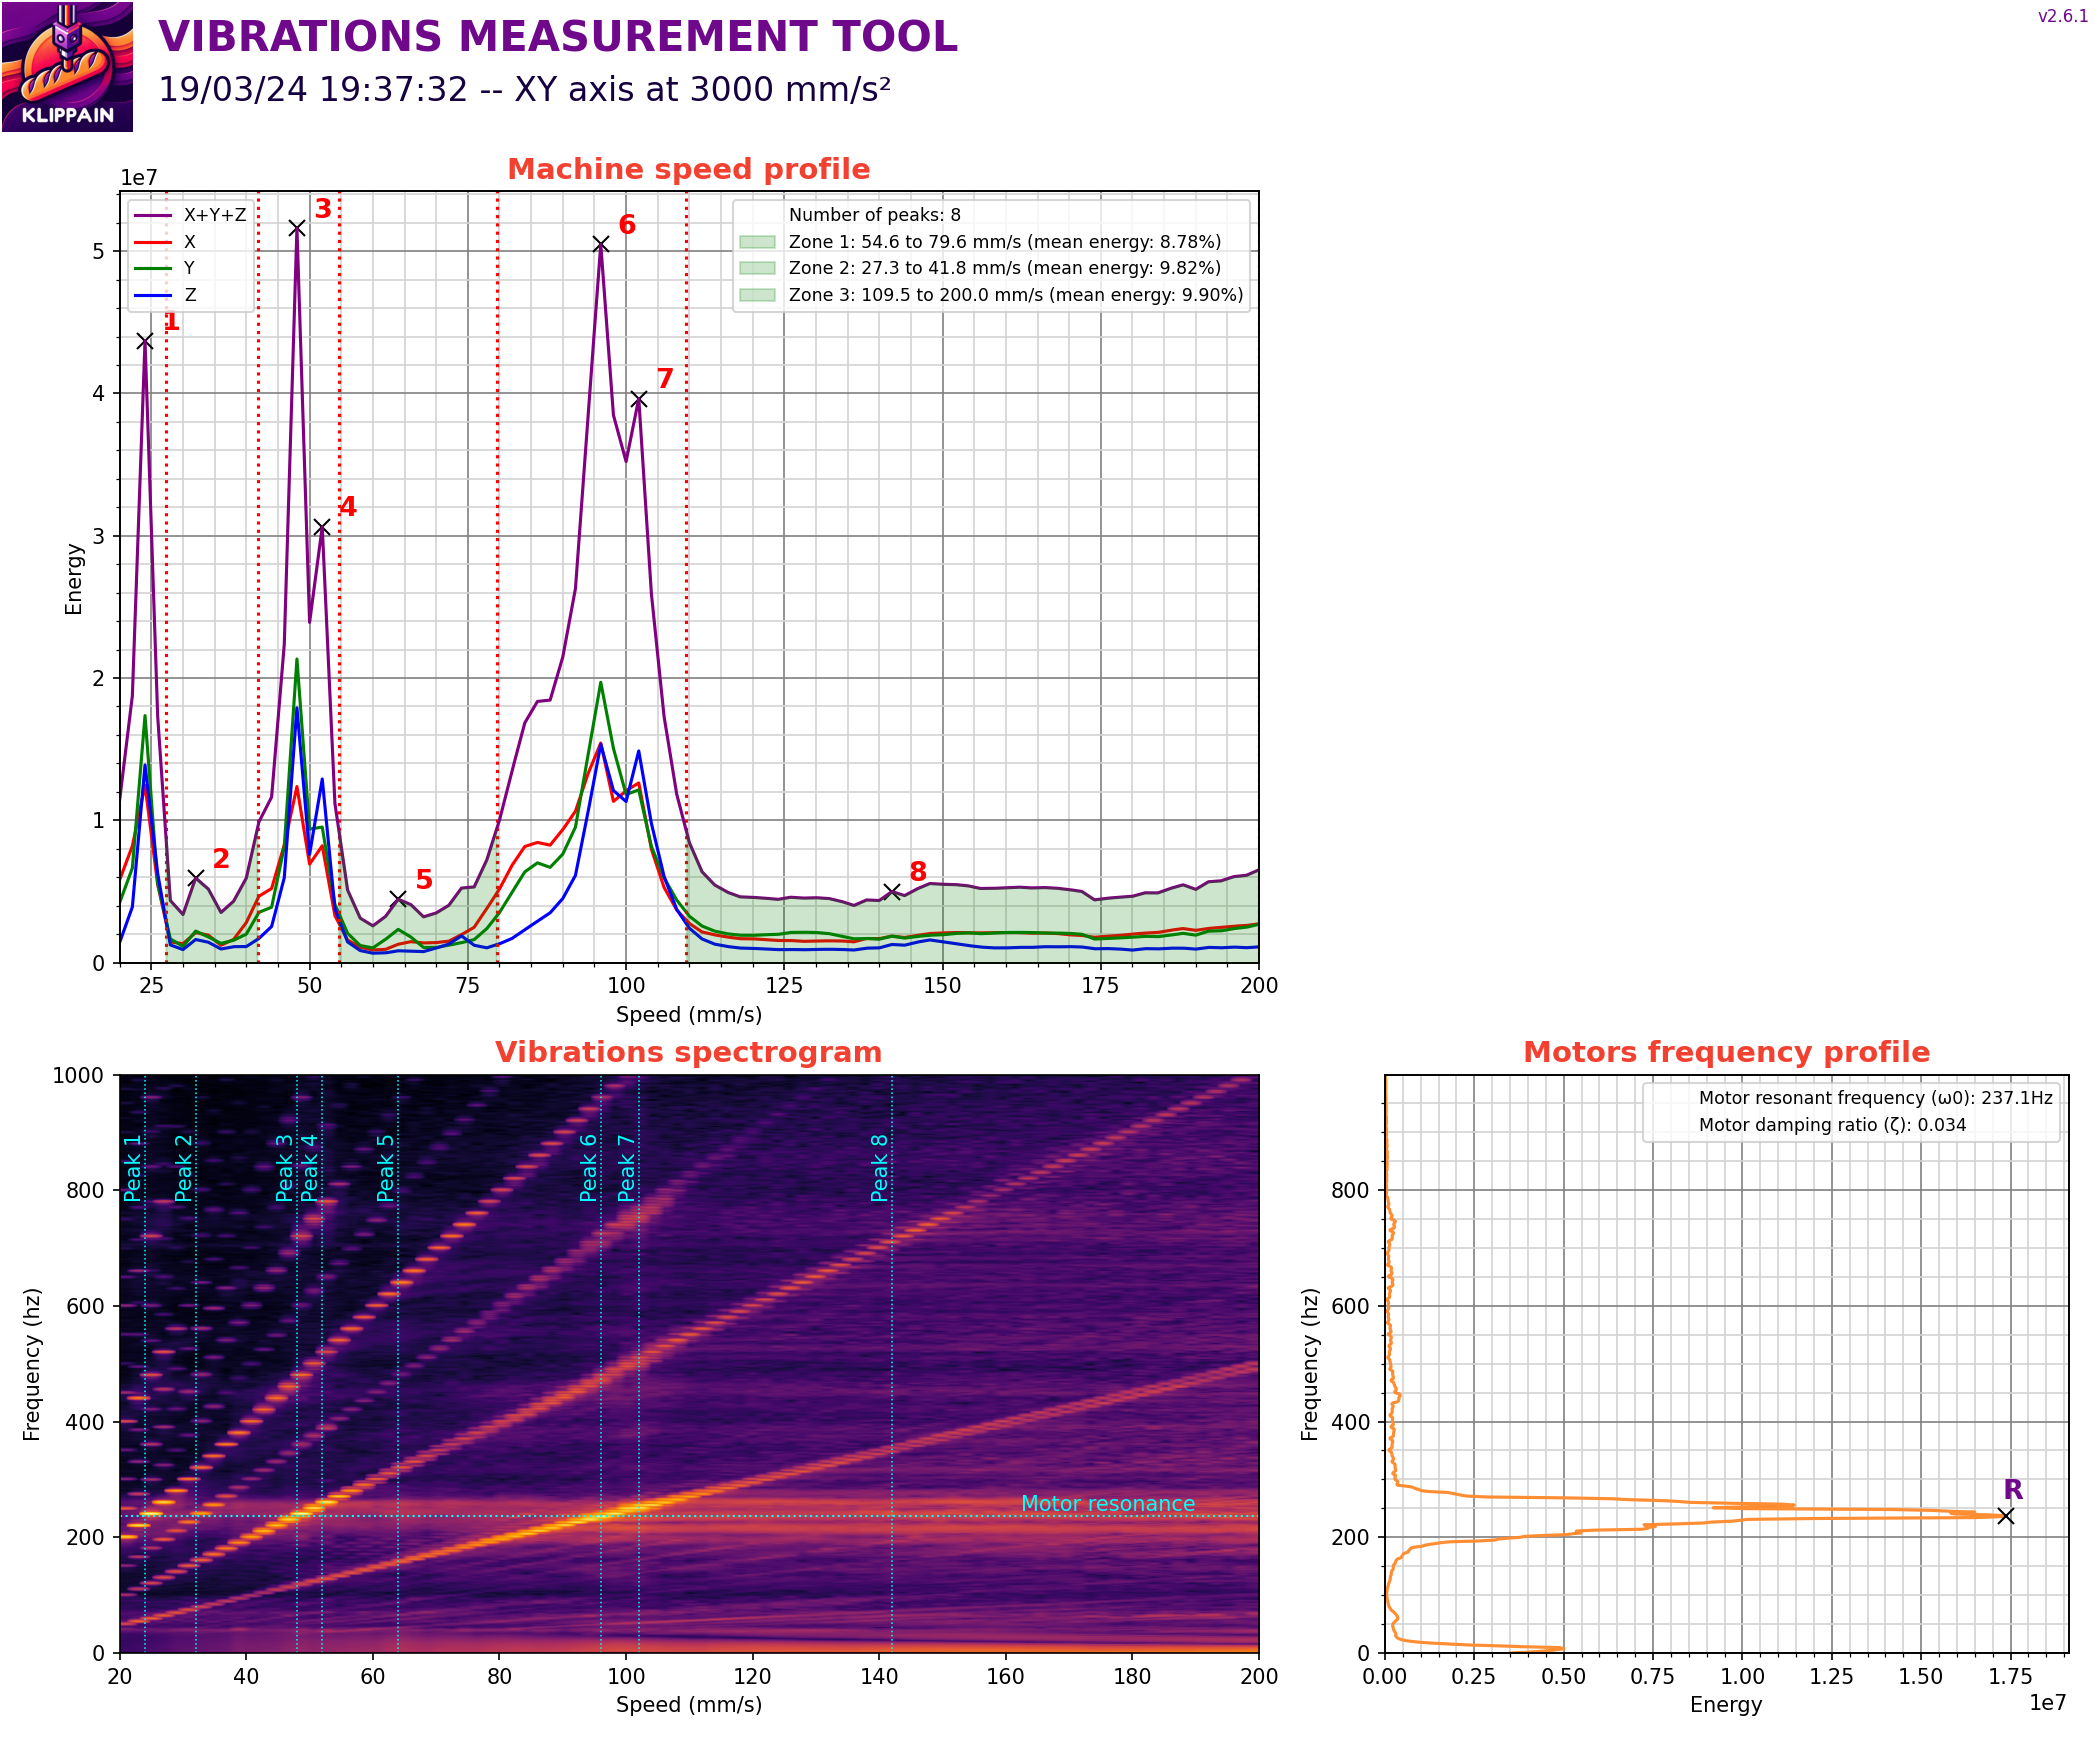 KLIPPAIN
VIBRATIONS MEASUREMENT TOOL
19/03/24 19:37:32 -- XY axis at 3000 mm/s²
v2.6.1
Machine speed profile
1e7
X+Y+Z
X
Y
Z
Number of peaks: 8
Zone 1: 54.6 to 79.6 mm/s (mean energy: 8.78%)
Zone 2: 27.3 to 41.8 mm/s (mean energy: 9.82%)
Zone 3: 109.5 to 200.0 mm/s (mean energy: 9.90%)
1
2
3
4
5
6
7
8
Energy
5
4
3
2
1
0
25 50 75 100 125 150 175 200
Speed (mm/s)
Vibrations spectrogram
Frequency (hz)
1000
800
600
400
200
0
Peak 1
Peak 2
Peak 3
Peak 4
Peak 5
Peak 6
Peak 7
Peak 8
Motor resonance
20 40 60 80 100 120 140 160 180 200
Speed (mm/s)
Motors frequency profile
Motor resonant frequency (ω0): 237.1Hz
Motor damping ratio (ζ): 0.034
R
Frequency (hz)
800
600
400
200
0
0.00 0.25 0.50 0.75 1.00 1.25 1.50 1.75
1e7
Energy